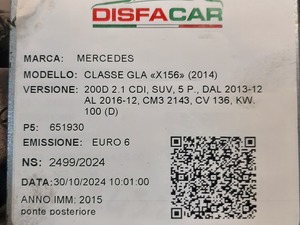 DISFACAR
MARCA: MERCEDES
MODELLO: CLASSE GLA «X156» (2014)
VERSIONE: 200D 2.1 CDI, SUV, 5 P., DAL 2013-12
AL 2016-12, CM3 2143, CV 136, KW.
100 (D)
P5: 651930
EMISSIONE: EURO 6
NS: 2499/2024
DATA:30/10/2024 10:01:00
ANNO IMM: 2015
ponte posteriore